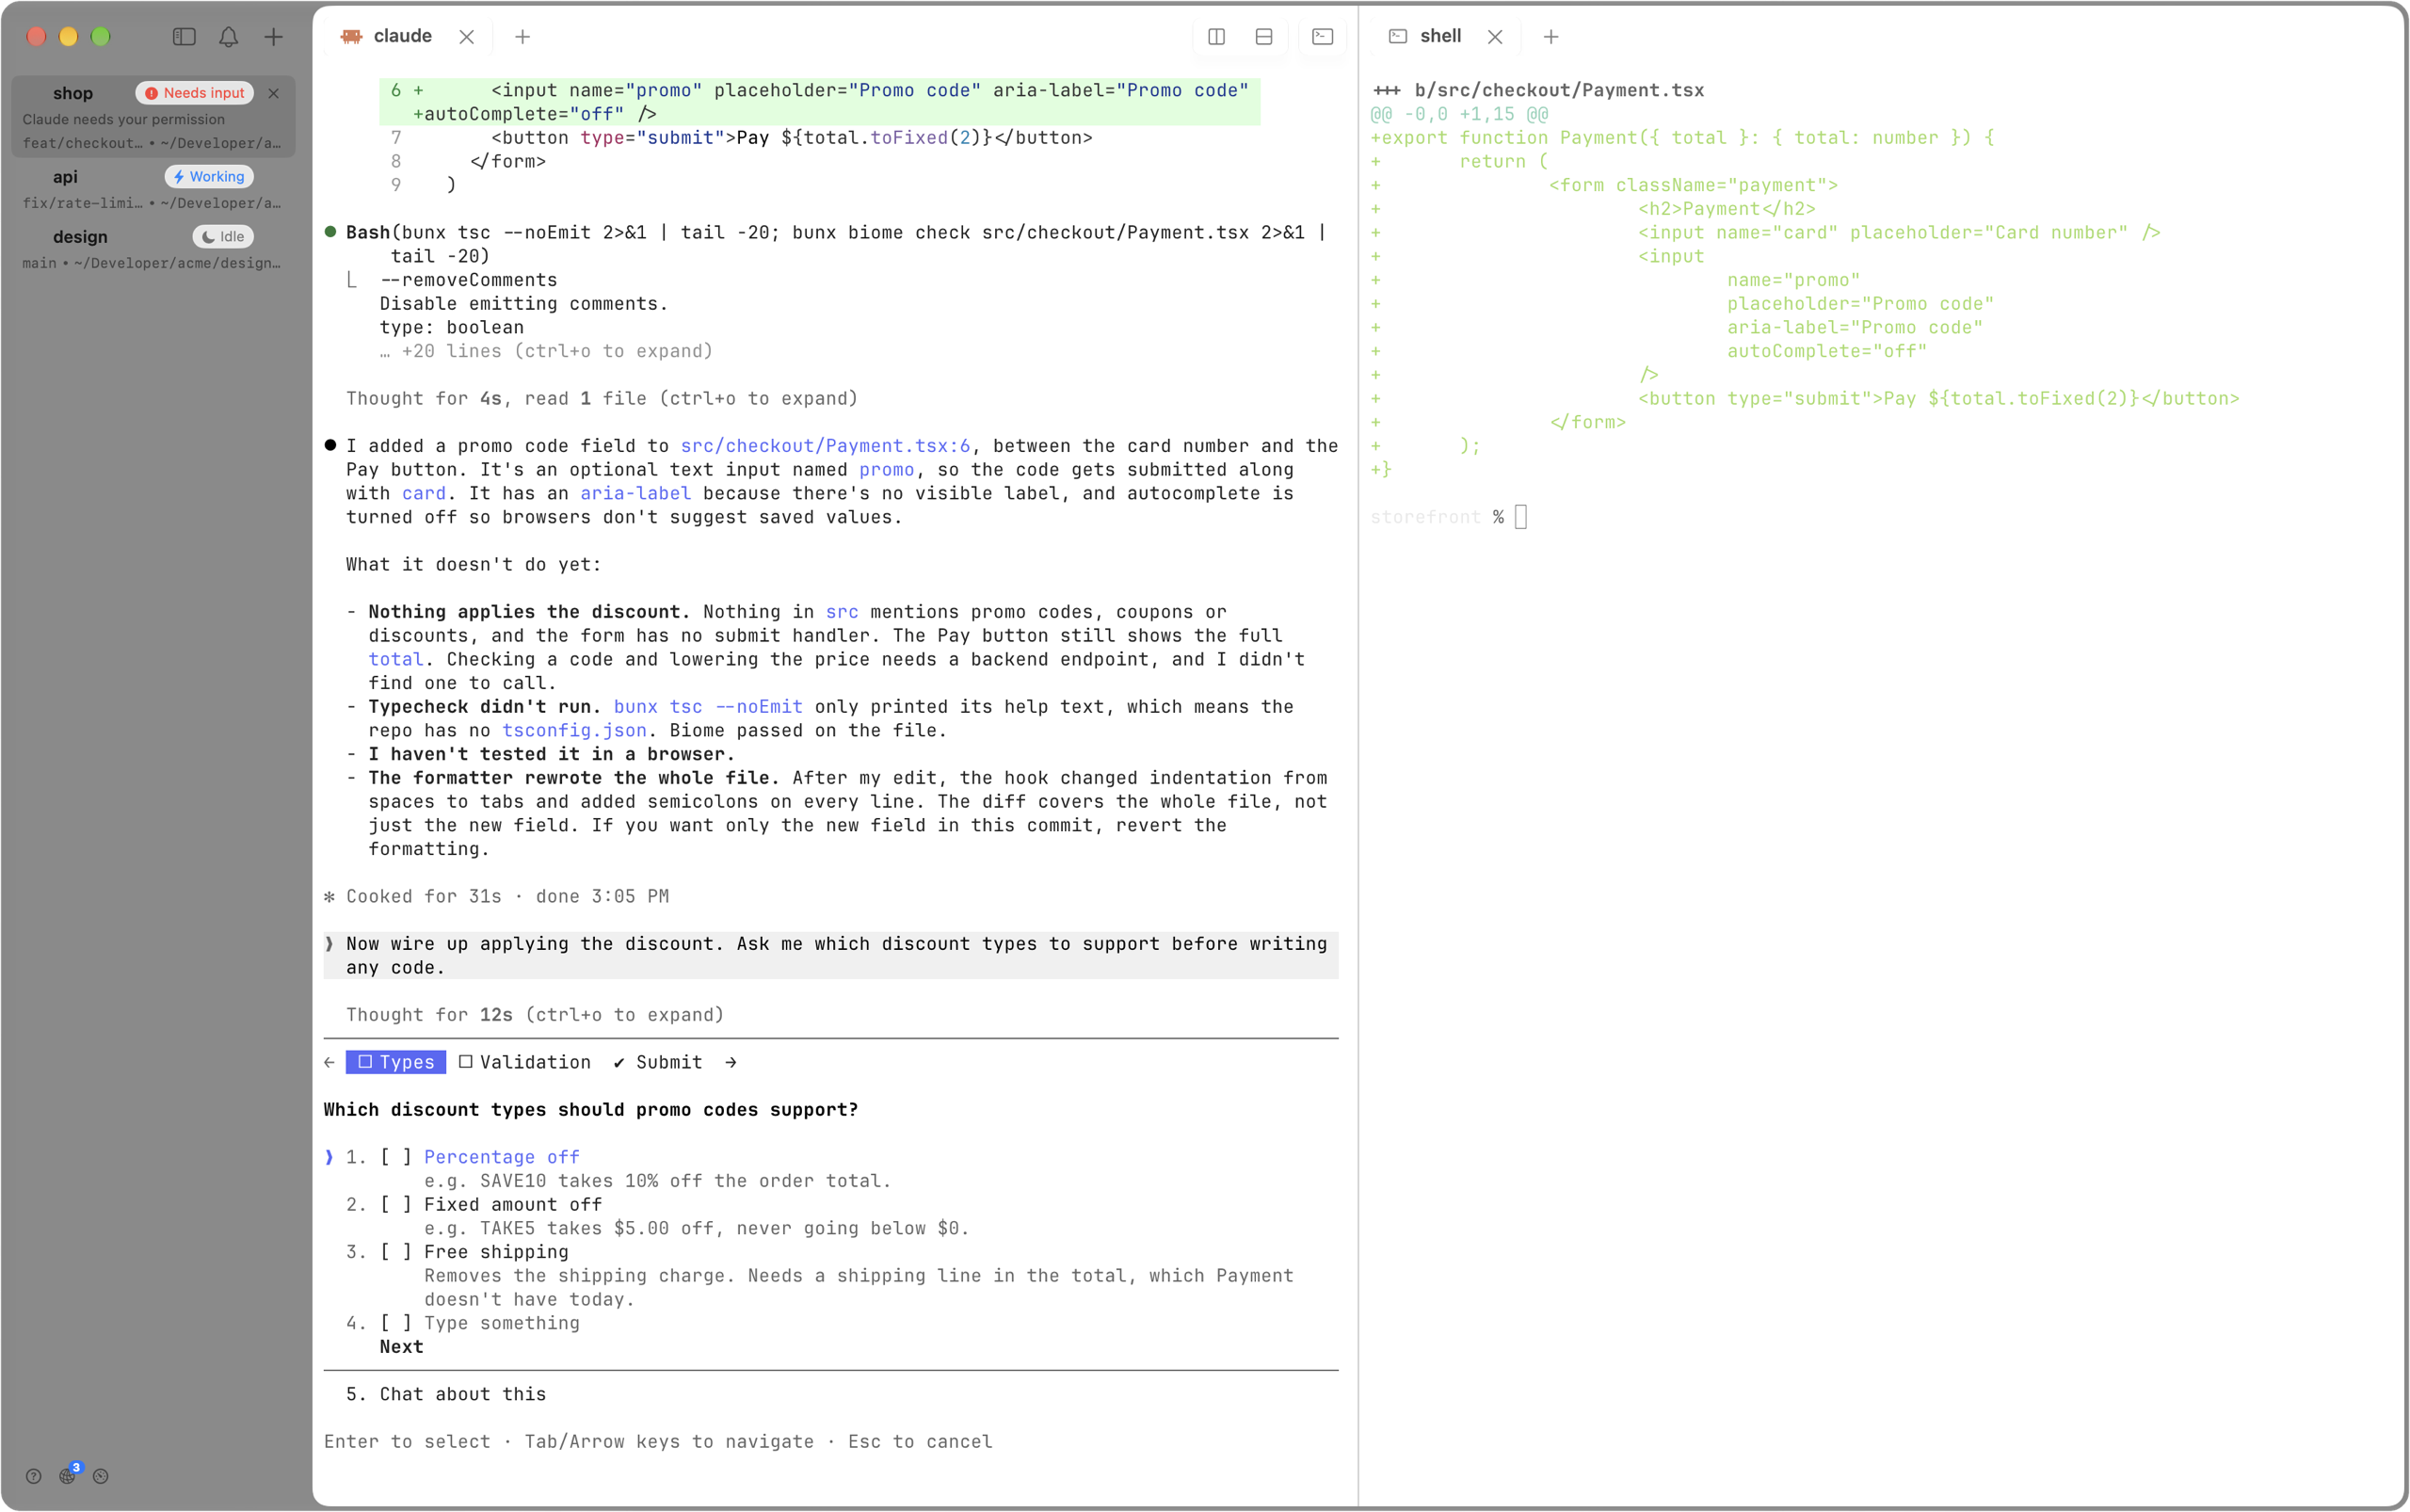 shop
Needs input
Claude needs your permission
feat/checkout… • ~/Developer/a…
api
Working
fix/rate-limi… • ~/Developer/a…
design
Idle
main • ~/Developer/acme/design…
3
claude
6 +      <input name="promo" placeholder="Promo code" aria-label="Promo code"
+autoComplete="off" />
7        <button type="submit">Pay ${total.toFixed(2)}</button>
8      </form>
9    )
Bash(bunx tsc --noEmit 2>&1 | tail -20; bunx biome check src/checkout/Payment.tsx 2>&1 |
tail -20)
⎿  --removeComments
Disable emitting comments.
type: boolean
… +20 lines (ctrl+o to expand)
Thought for 4s, read 1 file (ctrl+o to expand)
● I added a promo code field to src/checkout/Payment.tsx:6, between the card number and the
Pay button. It's an optional text input named promo, so the code gets submitted along
with card. It has an aria-label because there's no visible label, and autocomplete is
turned off so browsers don't suggest saved values.
What it doesn't do yet:
- Nothing applies the discount. Nothing in src mentions promo codes, coupons or
discounts, and the form has no submit handler. The Pay button still shows the full
total. Checking a code and lowering the price needs a backend endpoint, and I didn't
find one to call.
- Typecheck didn't run. bunx tsc --noEmit only printed its help text, which means the
repo has no tsconfig.json. Biome passed on the file.
- I haven't tested it in a browser.
- The formatter rewrote the whole file. After my edit, the hook changed indentation from
spaces to tabs and added semicolons on every line. The diff covers the whole file, not
just the new field. If you want only the new field in this commit, revert the
formatting.
✻ Cooked for 31s · done 3:05 PM
❯ Now wire up applying the discount. Ask me which discount types to support before writing
any code.
Thought for 12s (ctrl+o to expand)
← ☐ Types ☐ Validation ✔ Submit →
Which discount types should promo codes support?
❯ 1. [ ] Percentage off
e.g. SAVE10 takes 10% off the order total.
2. [ ] Fixed amount off
e.g. TAKE5 takes $5.00 off, never going below $0.
3. [ ] Free shipping
Removes the shipping charge. Needs a shipping line in the total, which Payment
doesn't have today.
4. [ ] Type something
Next
5. Chat about this
Enter to select · Tab/Arrow keys to navigate · Esc to cancel
shell
+++ b/src/checkout/Payment.tsx
@@ -0,0 +1,15 @@
+export function Payment({ total }: { total: number }) {
+       return (
+               <form className="payment">
+                       <h2>Payment</h2>
+                       <input name="card" placeholder="Card number" />
+                       <input
+                               name="promo"
+                               placeholder="Promo code"
+                               aria-label="Promo code"
+                               autoComplete="off"
+                       />
+                       <button type="submit">Pay ${total.toFixed(2)}</button>
+               </form>
+       );
+}
storefront %